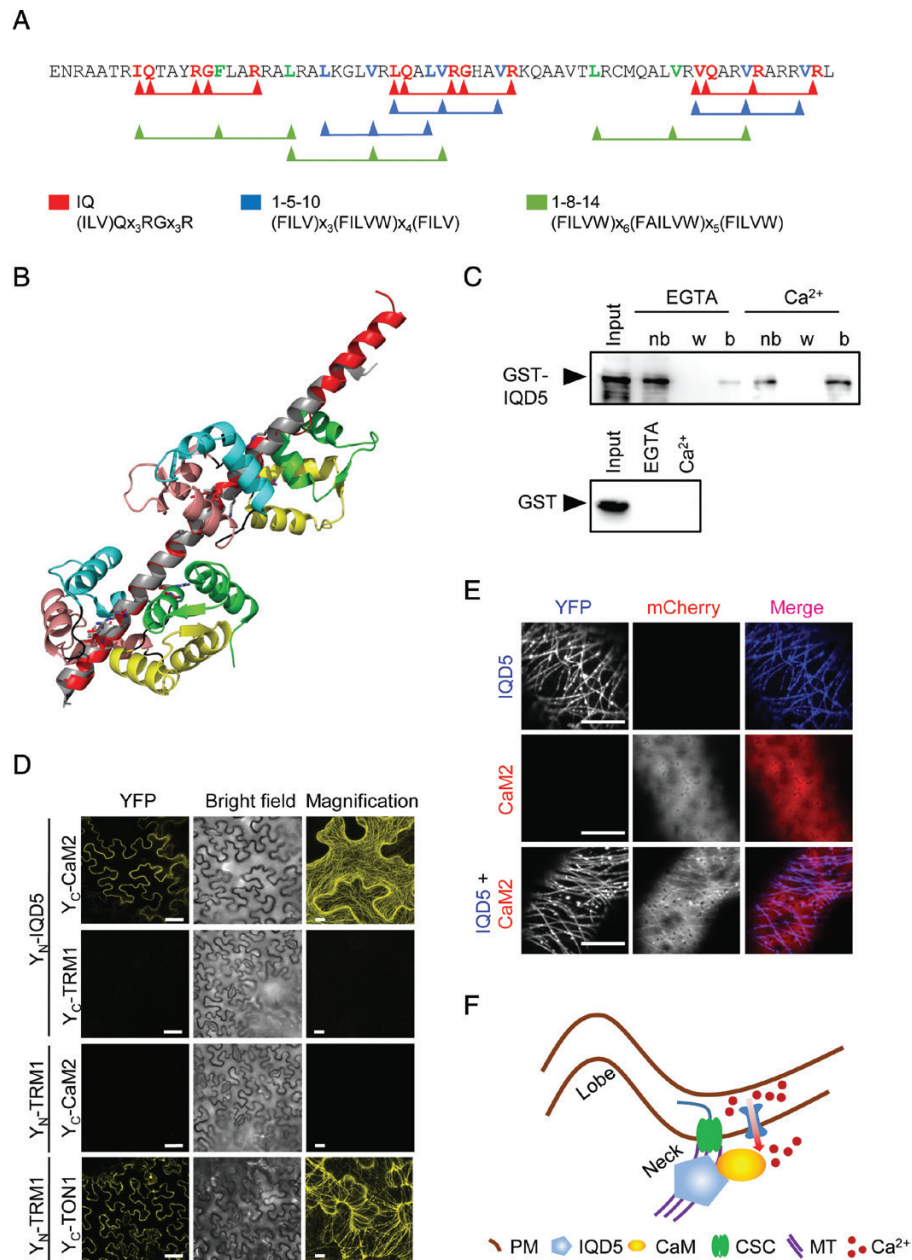 A
ENRAATRIQTAYRGFLARRALRALKGLVRLQALVRGHAVRKQAAVTLRCMQALVRVQARVRARRVRL
IQ
(ILV)Qx3RGx3R
1-5-10
(FILV)x3(FILVW)x4(FILV)
1-8-14
(FILVW)x6(FAILVW)x5(FILVW)
B
C
EGTA
Ca2+
Input
nb
w
b
nb
w
b
GST-
IQD5
Input
EGTA
Ca2+
GST
D
YFP
Bright field
Magnification
YN-IQD5
YC-CaM2
YC-TRM1
YN-TRM1
YC-CaM2
YN-TRM1
YC-TON1
E
YFP
mCherry
Merge
IQD5
CaM2
IQD5 +
CaM2
F
Lobe
Neck
PM
IQD5
CaM
CSC
MT
Ca2+